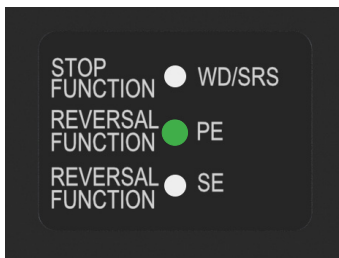 STOP
FUNCTION WD/SRS
REVERSAL
FUNCTION PE
REVERSAL
FUNCTION SE